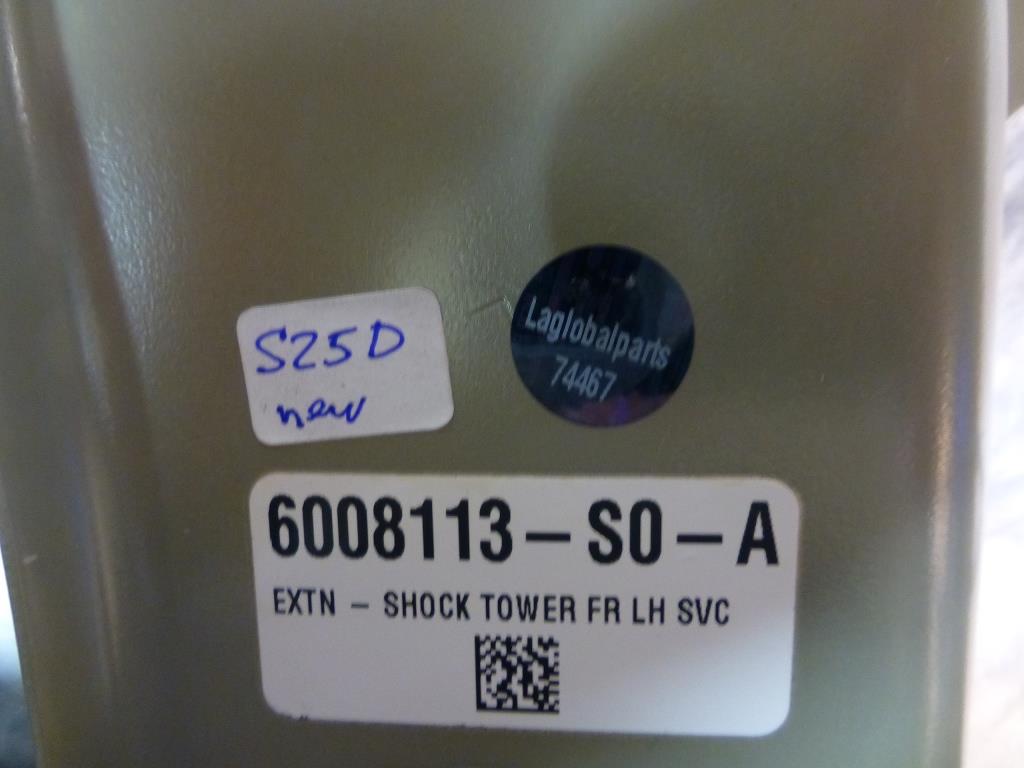 S25D
new
Laglobalparts
74467
6008113-S0-A
EXTN - SHOCK TOWER FR LH SVC